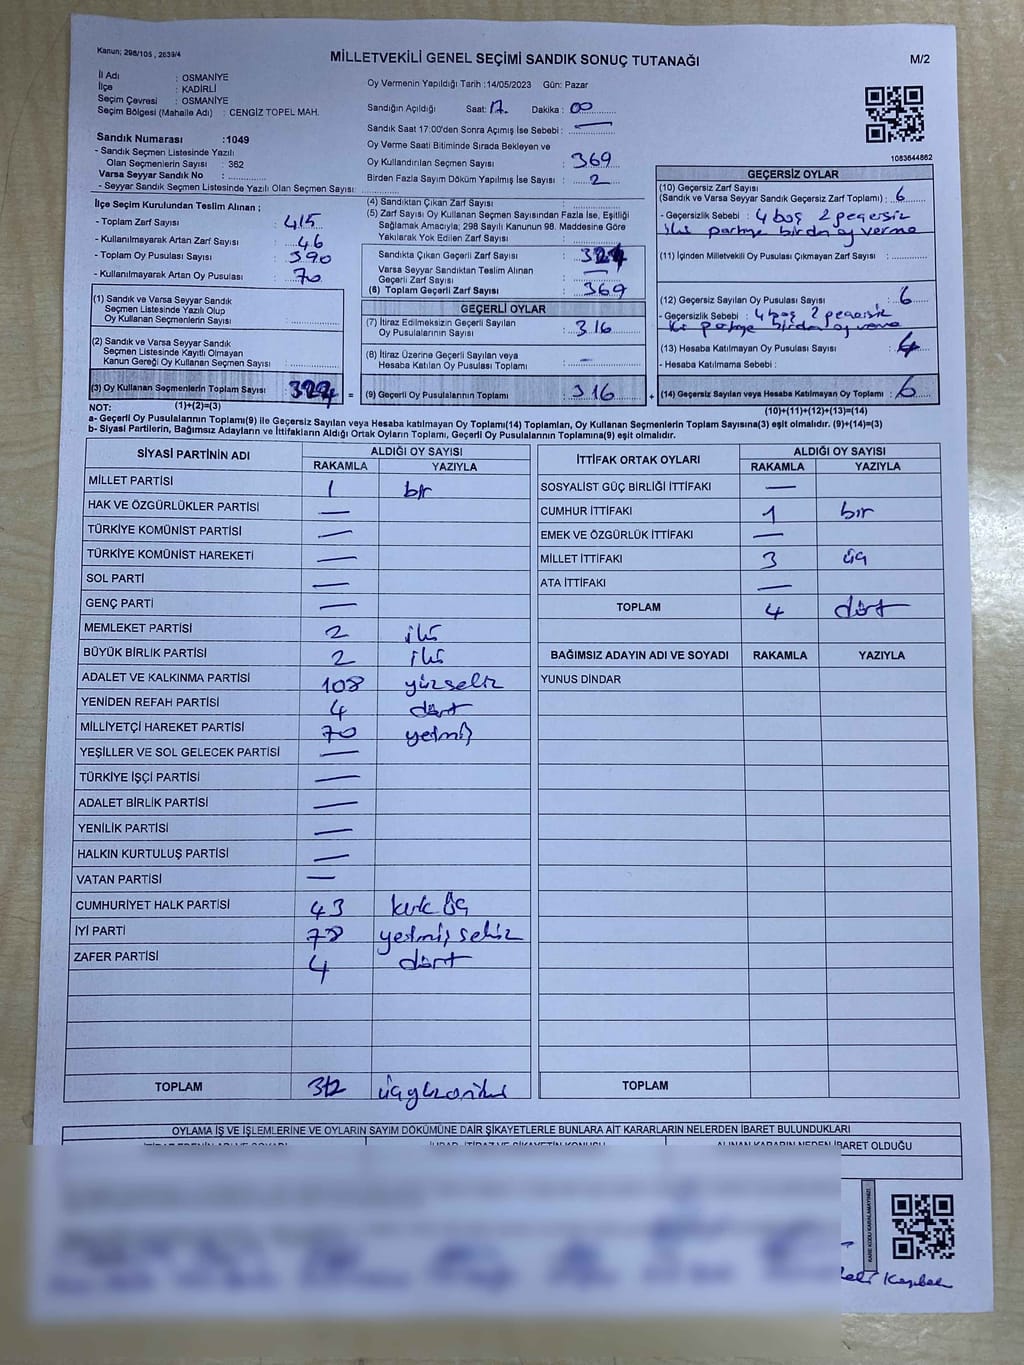 Kanun; 298/105 , 2639/4
MİLLETVEKİLİ GENEL SEÇİMİ SANDIK SONUÇ TUTANAĞI
M/2
İl Adı : OSMANİYE
İlçe : KADİRLİ
Seçim Çevresi : OSMANİYE
Seçim Bölgesi (Mahalle Adı) : CENGİZ TOPEL MAH.
Sandık Numarası :1049
- Sandık Seçmen Listesinde Yazılı
Olan Seçmenlerin Sayısı : 362
Varsa Seyyar Sandık No :
- Seyyar Sandık Seçmen Listesinde Yazılı Olan Seçmen Sayısı:
Oy Vermenin Yapıldığı Tarih :14/05/2023 Gün: Pazar
Sandığın Açıldığı Saat: 17. Dakika : 00
Sandık Saat 17:00'den Sonra Açımış İse Sebebi :
Oy Verme Saati Bitiminde Sırada Bekleyen ve
Oy Kullandırılan Seçmen Sayısı : 369
Birden Fazla Sayım Döküm Yapılmış İse Sayısı : 2
1083644862
İlçe Seçim Kurulundan Teslim Alınan ;
- Toplam Zarf Sayısı : 415
- Kullanılmayarak Artan Zarf Sayısı : 46
- Toplam Oy Pusulası Sayısı : 390
- Kullanılmayarak Artan Oy Pusulası : 70
(1) Sandık ve Varsa Seyyar Sandık
Seçmen Listesinde Yazılı Olup
Oy Kullanan Seçmenlerin Sayısı :
(2) Sandık ve Varsa Seyyar Sandık
Seçmen Listesinde Kayıtlı Olmayan
Kanun Gereği Oy Kullanan Seçmen Sayısı :
(3) Oy Kullanan Seçmenlerin Toplam Sayısı
(1)+(2)=(3)
(4) Sandıktan Çıkan Zarf Sayısı :
(5) Zarf Sayısı Oy Kullanan Seçmen Sayısından Fazla İse, Eşitliği
Sağlamak Amacıyla; 298 Sayılı Kanunun 98. Maddesine Göre
Yakılarak Yok Edilen Zarf Sayısı :
Sandıkta Çıkan Geçerli Zarf Sayısı :
Varsa Seyyar Sandıktan Teslim Alınan
Geçerli Zarf Sayısı : —
(6) Toplam Geçerli Zarf Sayısı : 369
GEÇERLİ OYLAR
(7) İtiraz Edilmeksizin Geçerli Sayılan
Oy Pusulalarının Sayısı : 316
(8) İtiraz Üzerine Geçerli Sayılan veya
Hesaba Katılan Oy Pusulası Toplamı : —
= (9) Geçerli Oy Pusulalarının Toplamı : 316
GEÇERSİZ OYLAR
(10) Geçersiz Zarf Sayısı
(Sandık ve Varsa Seyyar Sandık Geçersiz Zarf Toplamı) : 6
- Geçersizlik Sebebi : 4 boş 2 geçersiz
iki partiye birden oy verme
(11) İçinden Milletvekili Oy Pusulası Çıkmayan Zarf Sayısı :
(12) Geçersiz Sayılan Oy Pusulası Sayısı : 6
- Geçersizlik Sebebi : 4 boş 2 geçersiz
iki partiye birden oy verme
(13) Hesaba Katılmayan Oy Pusulası Sayısı :
- Hesaba Katılmama Sebebi :
+ (14) Geçersiz Sayılan veya Hesaba Katılmayan Oy Toplamı : 6
(10)+(11)+(12)+(13)=(14)
NOT:
a- Geçerli Oy Pusulalarının Toplamı(9) ile Geçersiz Sayılan veya Hesaba katılmayan Oy Toplamı(14) Toplamları, Oy Kullanan Seçmenlerin Toplam Sayısına(3) eşit olmalıdır. (9)+(14)=(3)
b- Siyasi Partilerin, Bağımsız Adayların ve İttifakların Aldığı Ortak Oyların Toplamı, Geçerli Oy Pusulalarının Toplamına(9) eşit olmalıdır.
SİYASİ PARTİNİN ADI
ALDIĞI OY SAYISI
RAKAMLA YAZIYLA
MİLLET PARTİSİ 1 bir
HAK VE ÖZGÜRLÜKLER PARTİSİ —
TÜRKİYE KOMÜNİST PARTİSİ —
TÜRKİYE KOMÜNİST HAREKETİ —
SOL PARTİ —
GENÇ PARTİ —
MEMLEKET PARTİSİ 2 iki
BÜYÜK BİRLİK PARTİSİ 2 iki
ADALET VE KALKINMA PARTİSİ 108 yüzsekiz
YENİDEN REFAH PARTİSİ 4 dört
MİLLİYETÇİ HAREKET PARTİSİ 70 yetmiş
YEŞİLLER VE SOL GELECEK PARTİSİ —
TÜRKİYE İŞÇİ PARTİSİ —
ADALET BİRLİK PARTİSİ —
YENİLİK PARTİSİ —
HALKIN KURTULUŞ PARTİSİ —
VATAN PARTİSİ —
CUMHURİYET HALK PARTİSİ 43 kırk üç
İYİ PARTİ 78 yetmiş sekiz
ZAFER PARTİSİ 4 dört
TOPLAM 312 üçyüzoniki
İTTİFAK ORTAK OYLARI
ALDIĞI OY SAYISI
RAKAMLA YAZIYLA
SOSYALİST GÜÇ BİRLİĞİ İTTİFAKI —
CUMHUR İTTİFAKI 1 bir
EMEK VE ÖZGÜRLÜK İTTİFAKI —
MİLLET İTTİFAKI 3 üç
ATA İTTİFAKI —
TOPLAM 4 dört
BAĞIMSIZ ADAYIN ADI VE SOYADI RAKAMLA YAZIYLA
YUNUS DİNDAR
TOPLAM
OYLAMA İŞ VE İŞLEMLERİNE VE OYLARIN SAYIM DÖKÜMÜNE DAİR ŞİKAYETLERLE BUNLARA AİT KARARLARIN NELERDEN İBARET BULUNDUKLARI
ALINAN KARARIN NEDEN İBARET OLDUĞU
KARE KODU KARALAMAYINIZ!